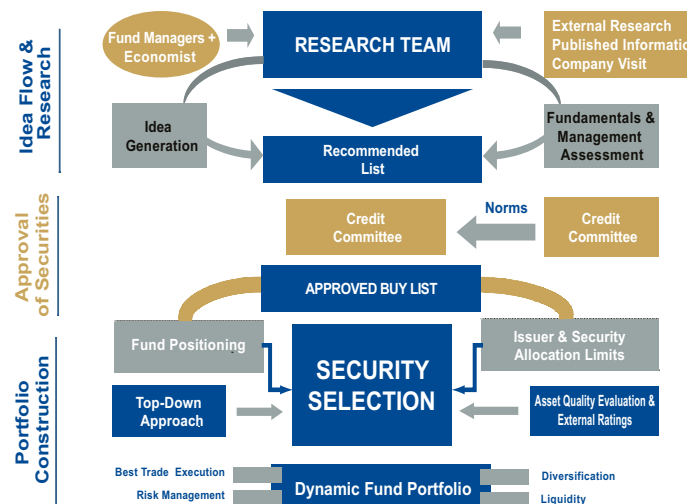 Idea Flow &
Research
Fund Managers +
Economist
RESEARCH TEAM
External Research
Published Informatio
Company Visit
Idea
Generation
Recommended
List
Fundamentals &
Management
Assessment
Approval
of Securities
Credit
Committee
Norms
Credit
Committee
APPROVED BUY LIST
Portfolio
Construction
Fund Positioning
SECURITY
SELECTION
Issuer & Security
Allocation Limits
Top-Down
Approach
Asset Quality Evaluation &
External Ratings
Best Trade Execution
Risk Management
Dynamic Fund Portfolio
Diversification
Liquidity